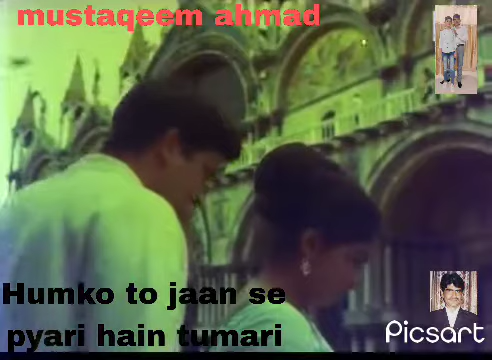 mustaqeem ahmad
Humko to jaan se
pyari hain tumari
Picsart